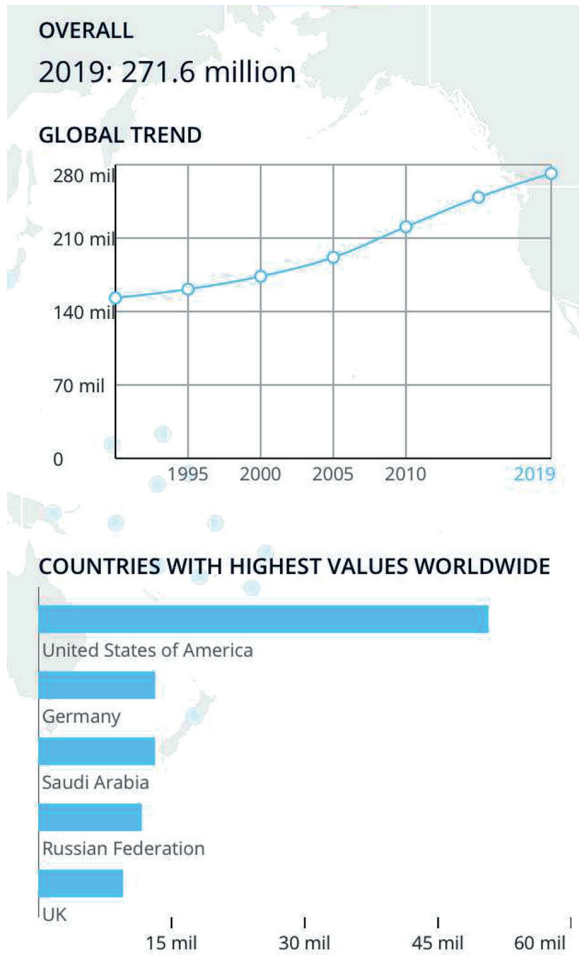 OVERALL
2019: 271.6 million
GLOBAL TREND
280 mil
210 mil
140 mil
70 mil
0
1995 2000 2005 2010 2019
COUNTRIES WITH HIGHEST VALUES WORLDWIDE
United States of America
Germany
Saudi Arabia
Russian Federation
UK
15 mil 30 mil 45 mil 60 mil